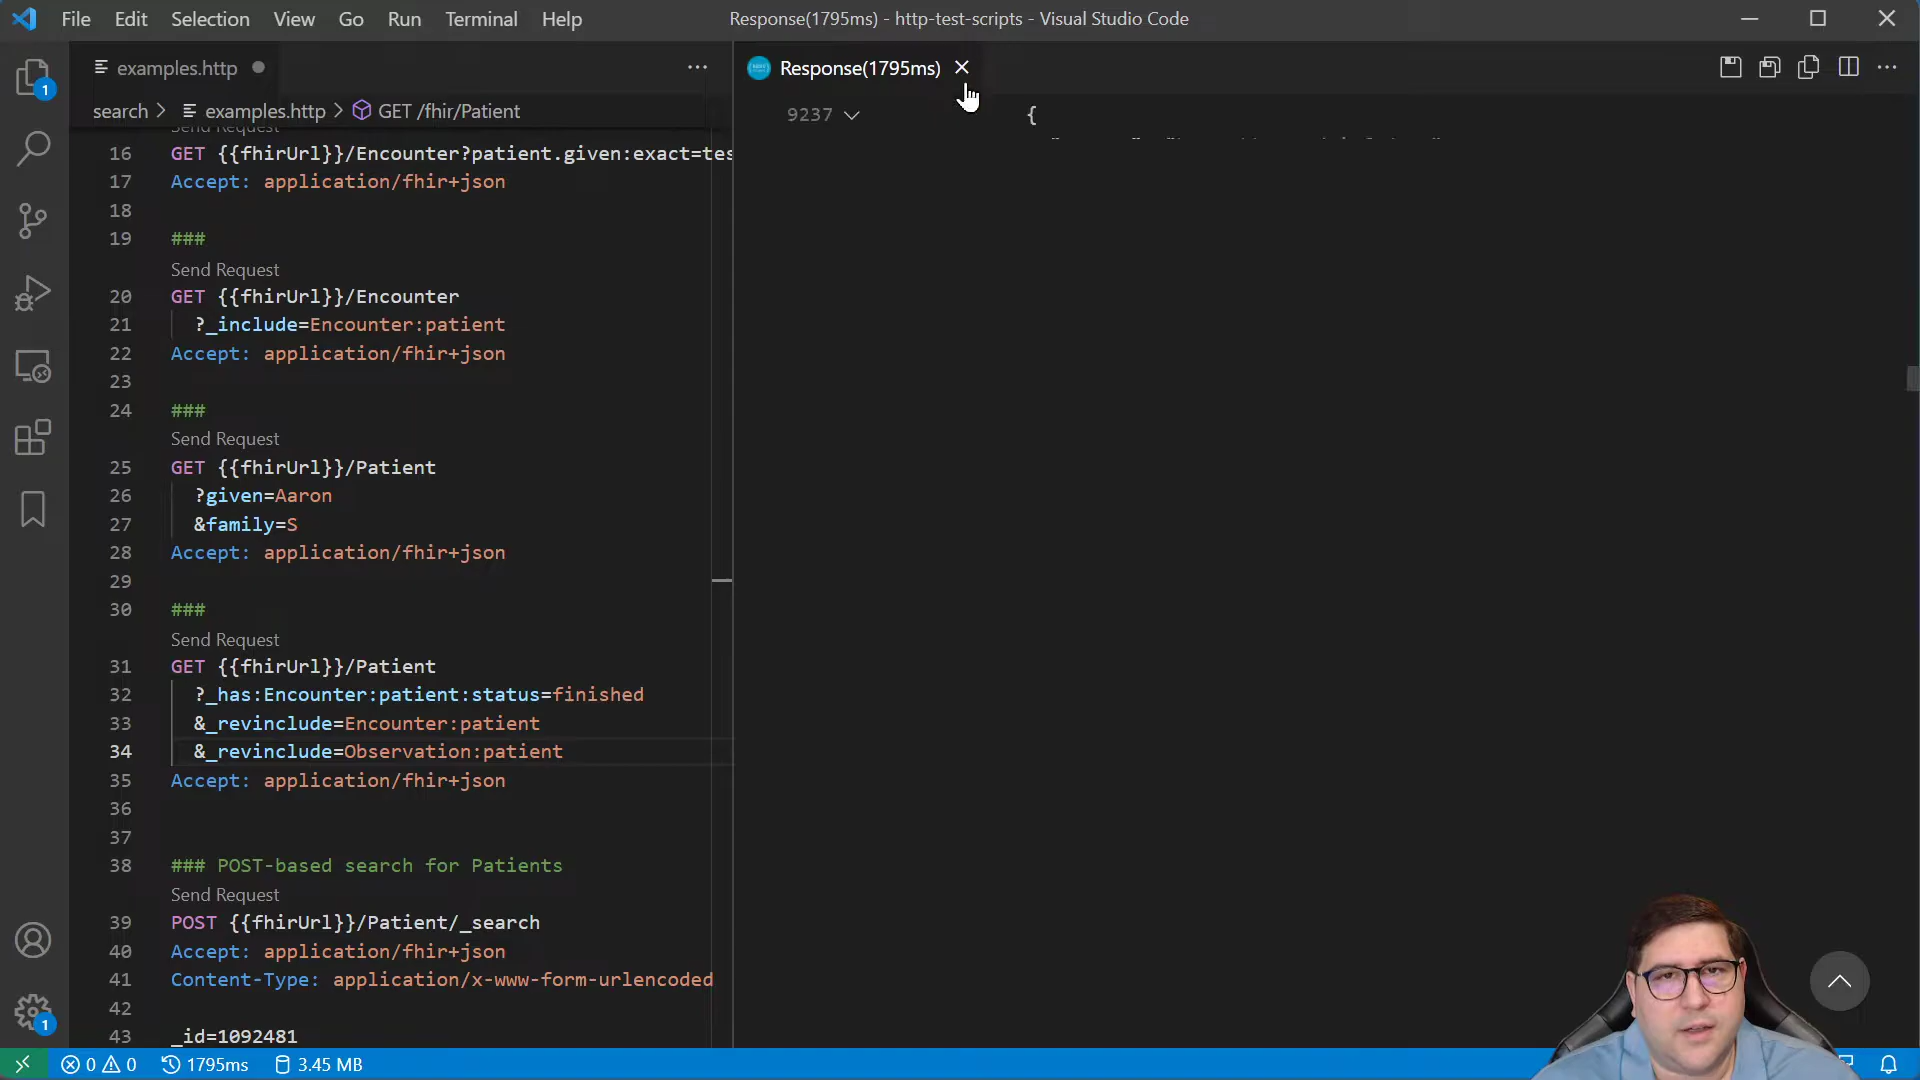 File Edit Selection View Go Run Terminal Help
Response(1795ms) - http-test-scripts - Visual Studio Code
examples.http
Response(1795ms)
search > examples.http > GET /fhir/Patient
Send Request
16 GET {{fhirUrl}}/Encounter?patient.given:exact=tes
17 Accept: application/fhir+json
18
19 ###
Send Request
20 GET {{fhirUrl}}/Encounter
21 ?_include=Encounter:patient
22 Accept: application/fhir+json
23
24 ###
Send Request
25 GET {{fhirUrl}}/Patient
26 ?given=Aaron
27 &family=S
28 Accept: application/fhir+json
29
30 ###
Send Request
31 GET {{fhirUrl}}/Patient
32 ?_has:Encounter:patient:status=finished
33 &_revinclude=Encounter:patient
34 &_revinclude=Observation:patient
35 Accept: application/fhir+json
36
37
38 ### POST-based search for Patients
Send Request
39 POST {{fhirUrl}}/Patient/_search
40 Accept: application/fhir+json
41 Content-Type: application/x-www-form-urlencoded
42
43 _id=1092481
9237 {
1
1
0 0 1795ms 3.45 MB